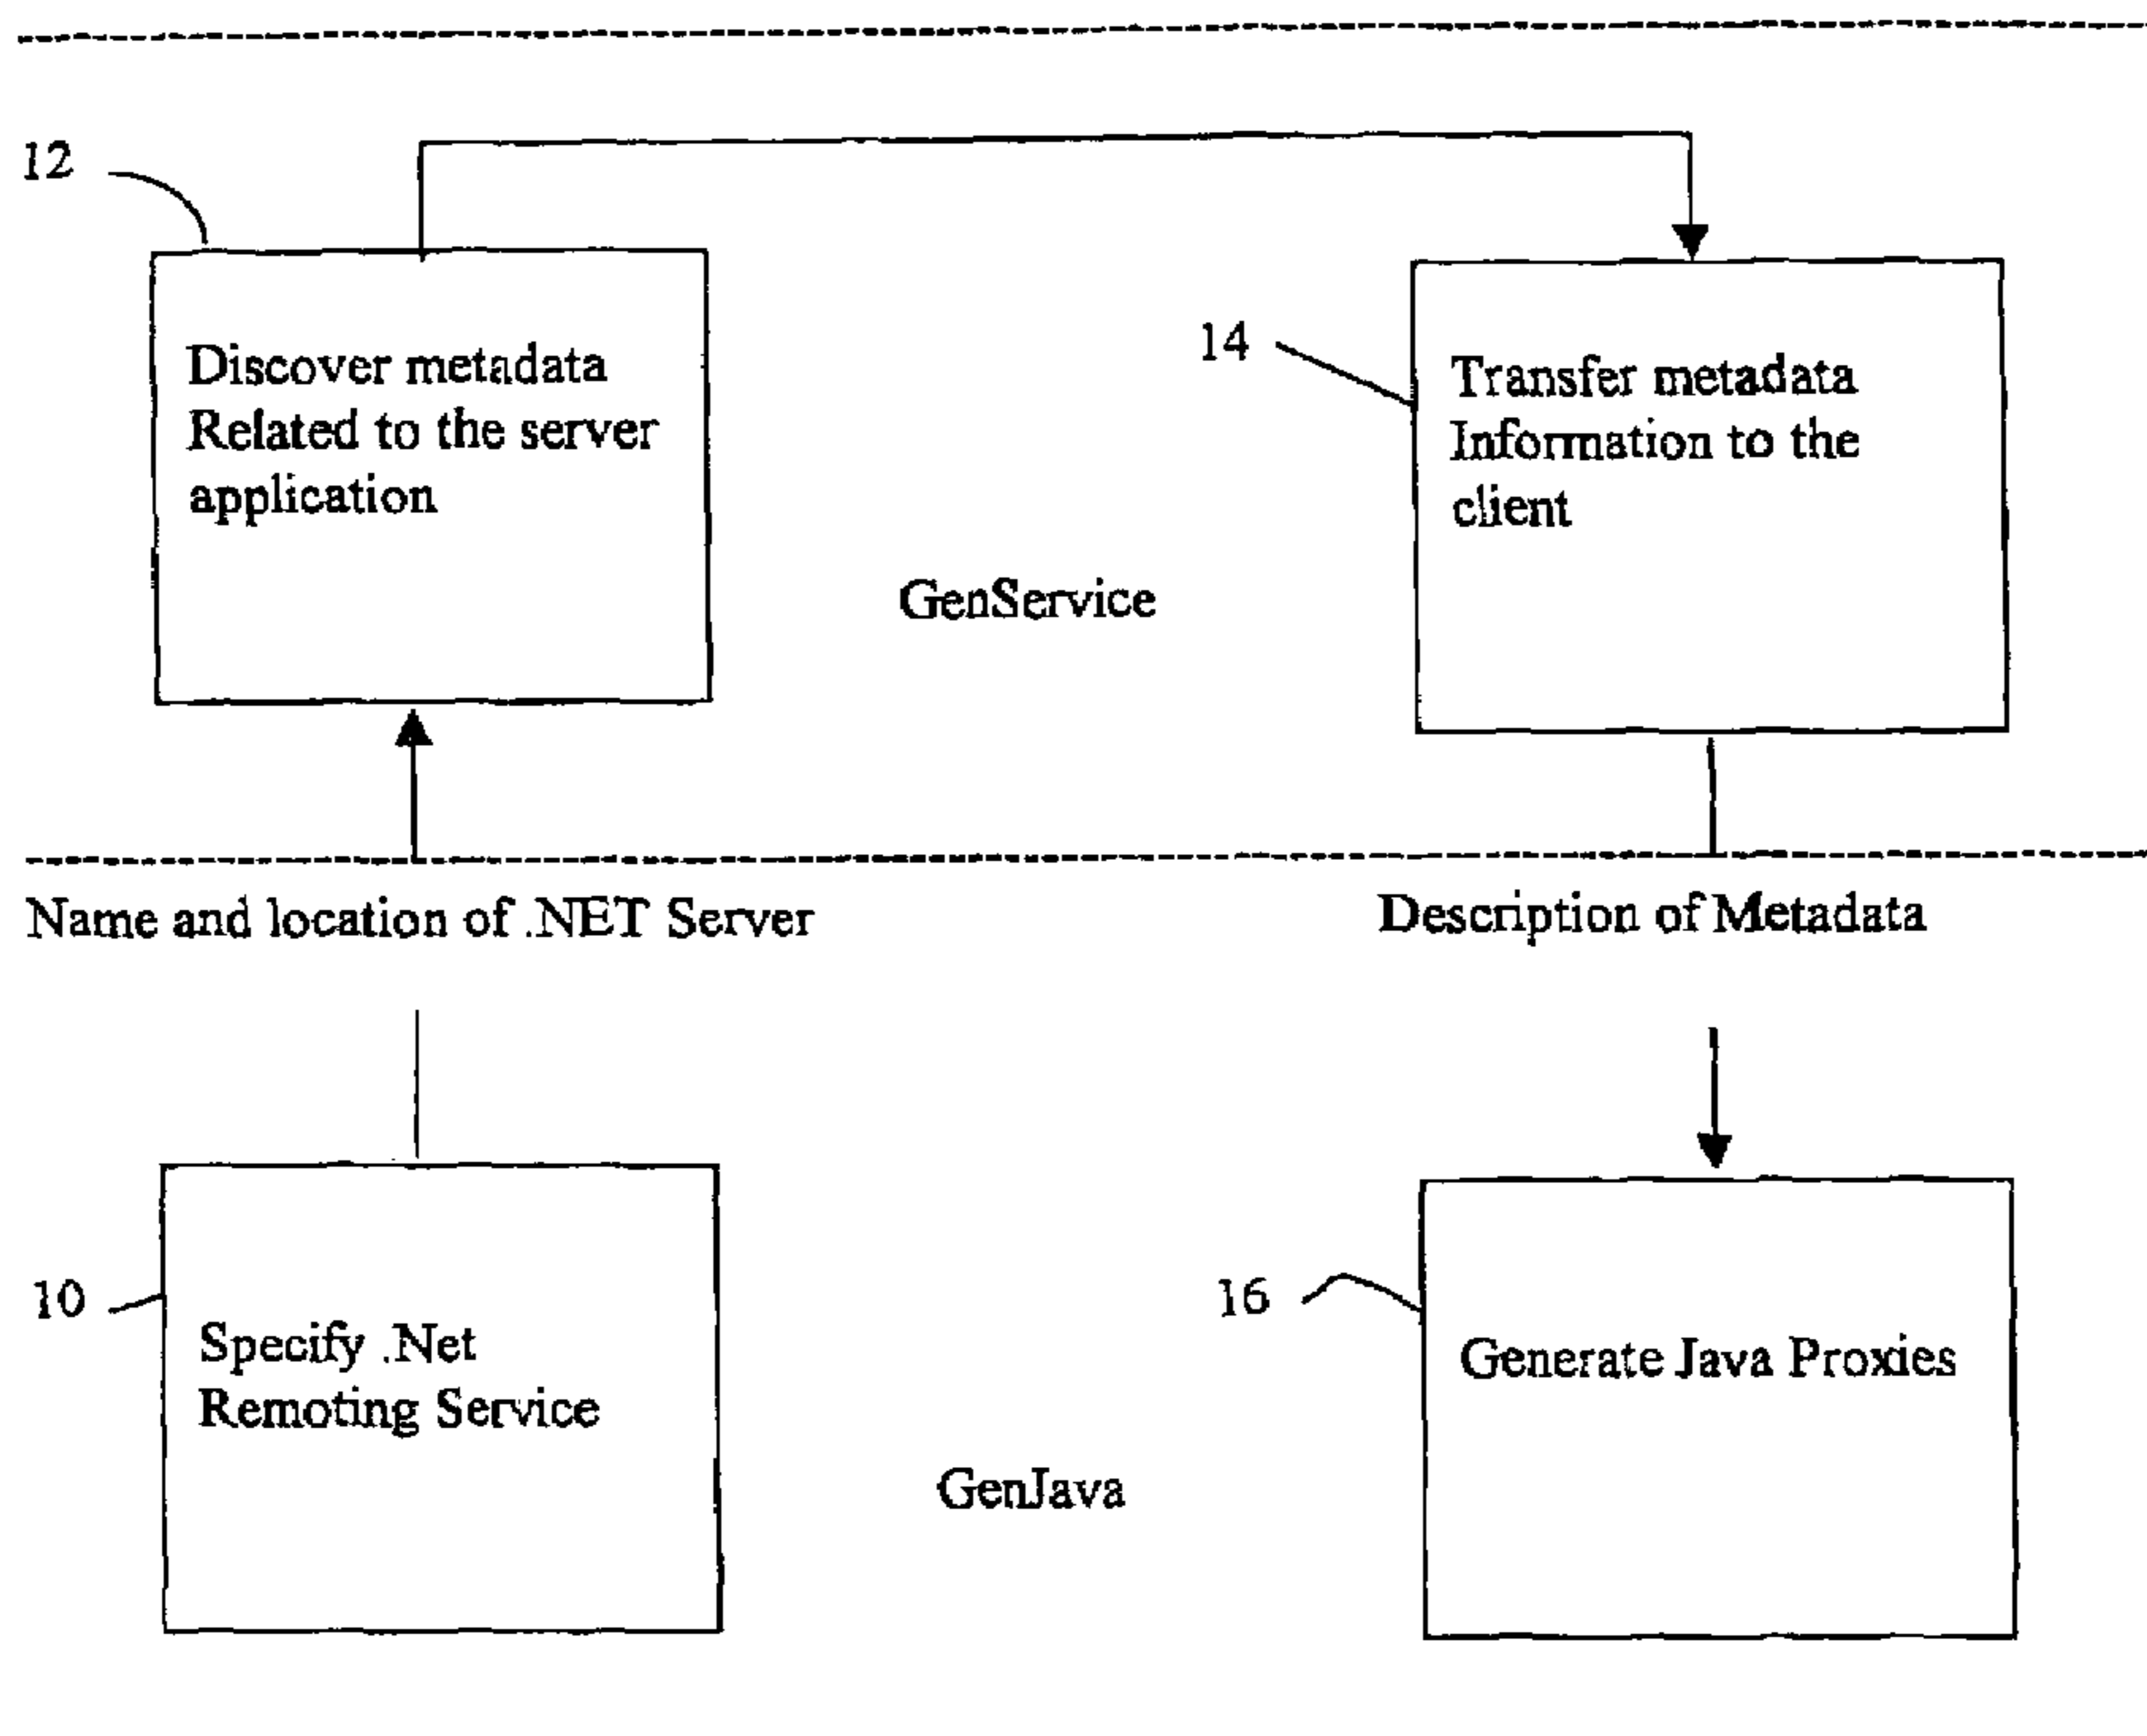 12
Discover metadata
Related to the server
application
14
Transfer metadata
Information to the
client
GenService
Name and location of .NET Server
Description of Metadata
10
Specify .Net
Remoting Service
16
Generate Java Proxies
GenJava